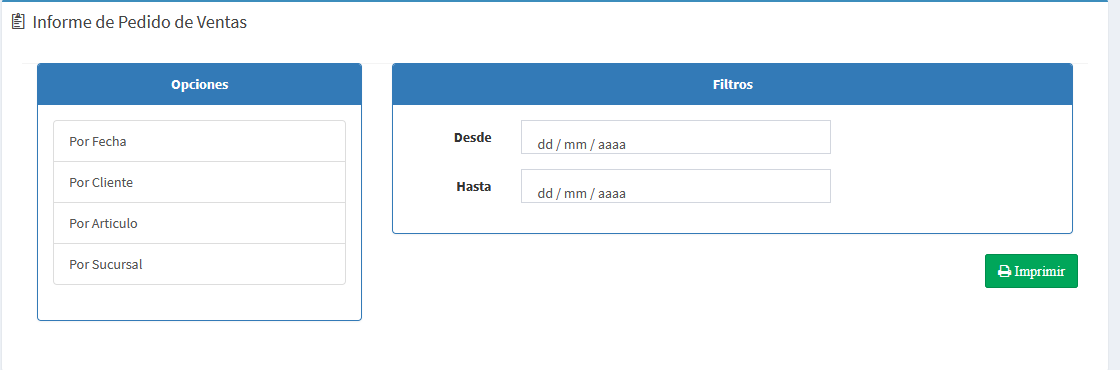 Informe de Pedido de Ventas
Opciones
Por Fecha
Por Cliente
Por Articulo
Por Sucursal
Filtros
Desde
dd / mm / aaaa
Hasta
dd / mm / aaaa
Imprimir